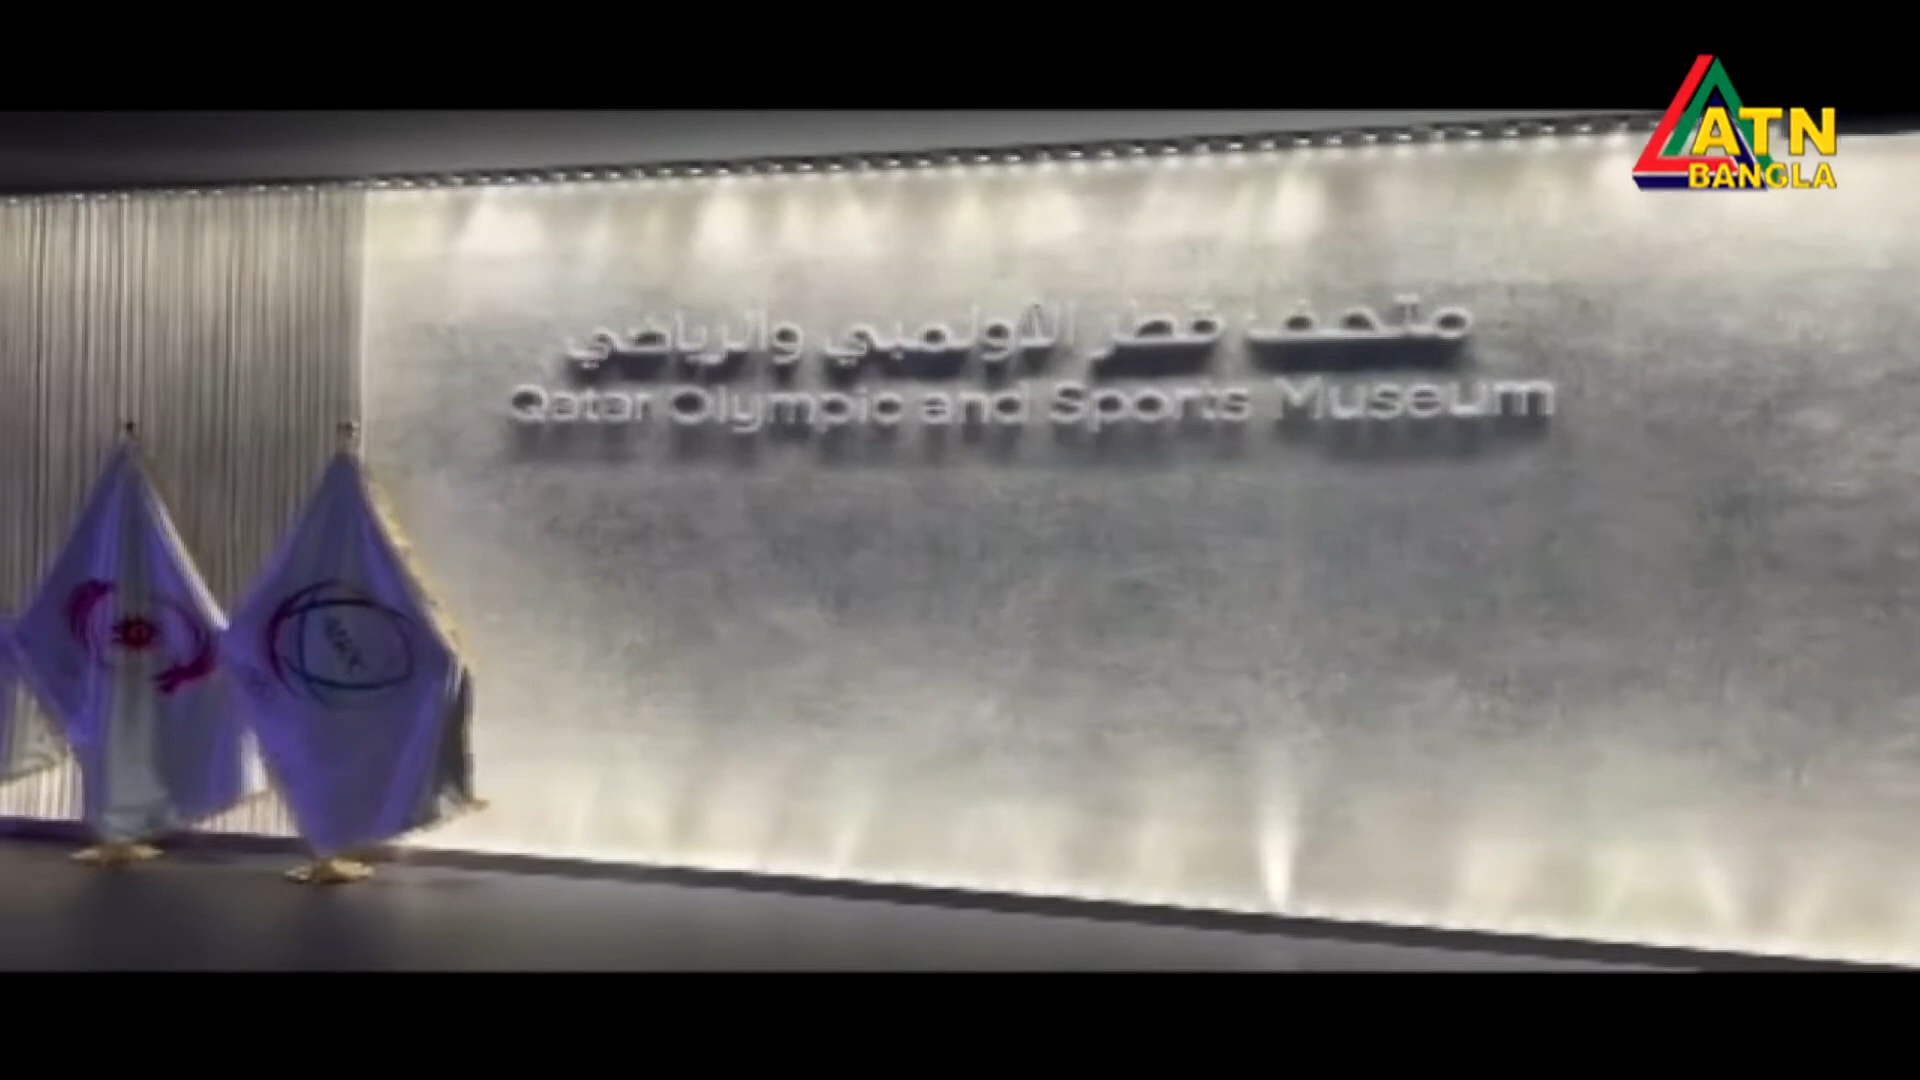 متحف قطر الأولمبي والرياضي
Qatar Olympic and Sports Museum
ATN
BANGLA